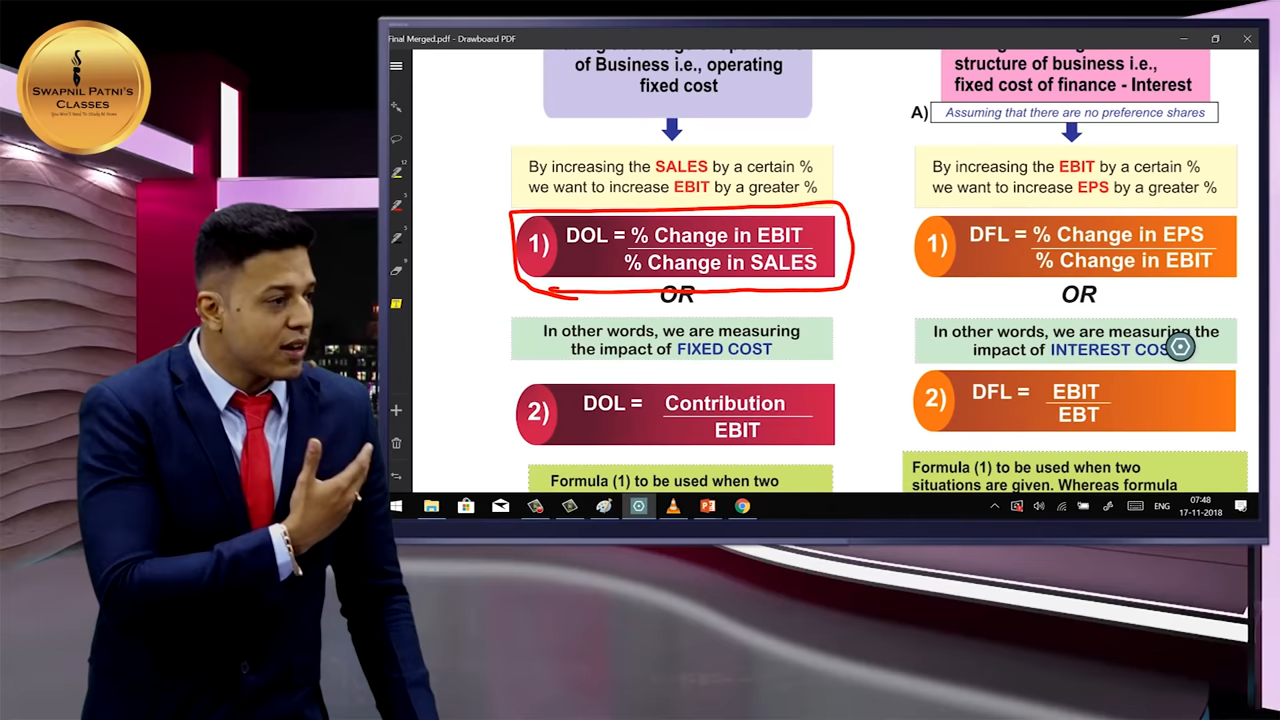 SWAPNIL PATNI'S
CLASSES
Final Merged.pdf - Drawboard PDF
of Business i.e., operating
fixed cost
By increasing the SALES by a certain %
we want to increase EBIT by a greater %
1) DOL = % Change in EBIT
% Change in SALES
OR
In other words, we are measuring
the impact of FIXED COST
2) DOL = Contribution
EBIT
Formula (1) to be used when two
structure of business i.e.,
fixed cost of finance - Interest
A) Assuming that there are no preference shares
By increasing the EBIT by a certain %
we want to increase EPS by a greater %
1) DFL = % Change in EPS
% Change in EBIT
OR
In other words, we are measuring the
impact of INTEREST COS
2) DFL = EBIT
EBT
Formula (1) to be used when two
situations are given. Whereas formula
ENG
07:48
17-11-2018